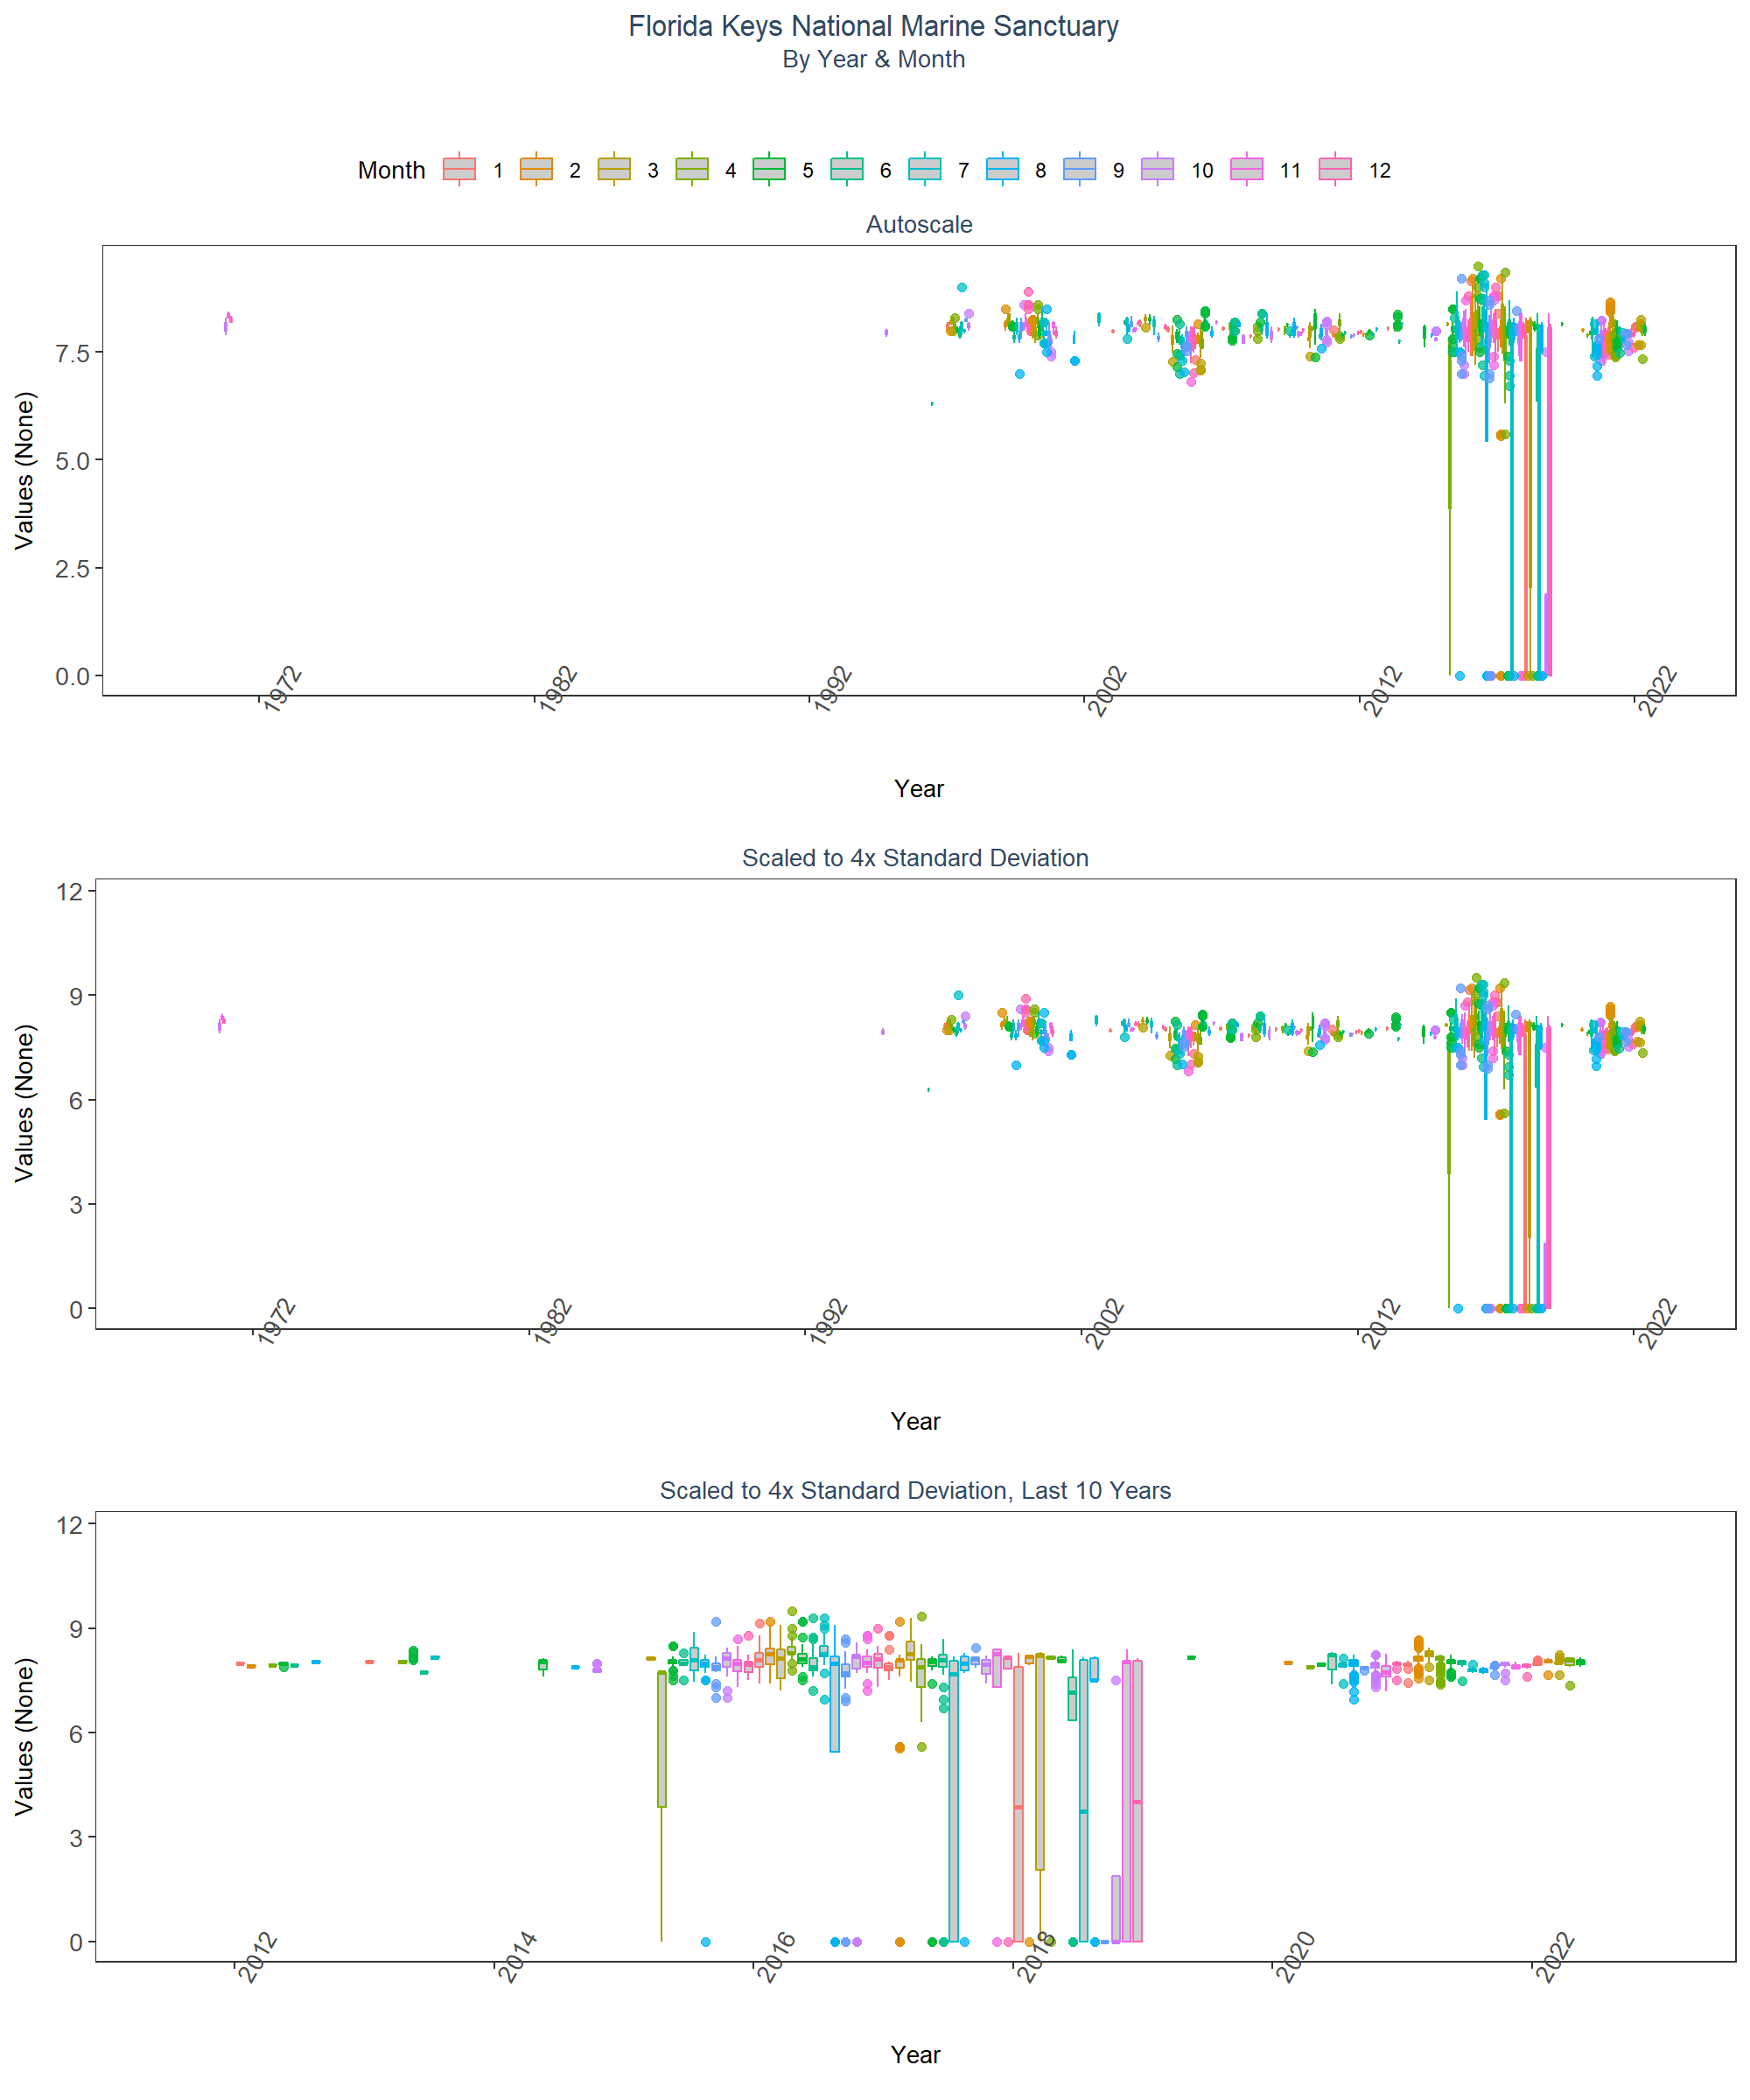 Florida Keys National Marine Sanctuary
By Year & Month
Month 1 2 3 4 5 6 7 8 9 10 11 12
Autoscale
Values (None)
7.5
5.0
2.5
0.0
1972 1982 1992 2002 2012 2022
Year
Scaled to 4x Standard Deviation
Values (None)
12
9
6
3
0
1972 1982 1992 2002 2012 2022
Year
Scaled to 4x Standard Deviation, Last 10 Years
Values (None)
12
9
6
3
0
2012 2014 2016 2018 2020 2022
Year